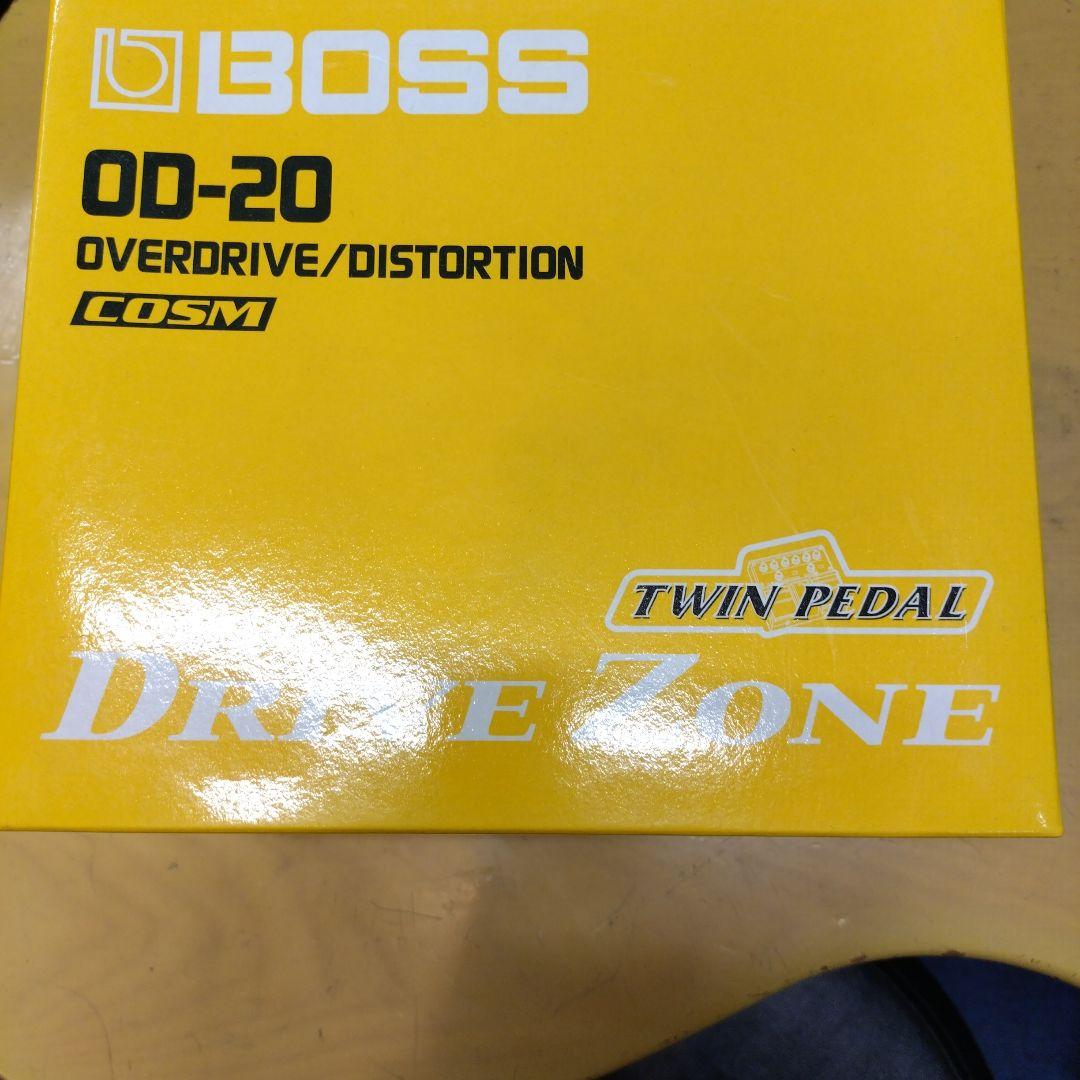 BOSS
OD-20
OVERDRIVE/DISTORTION
COSM
TWIN PEDAL
DRIVE ZONE